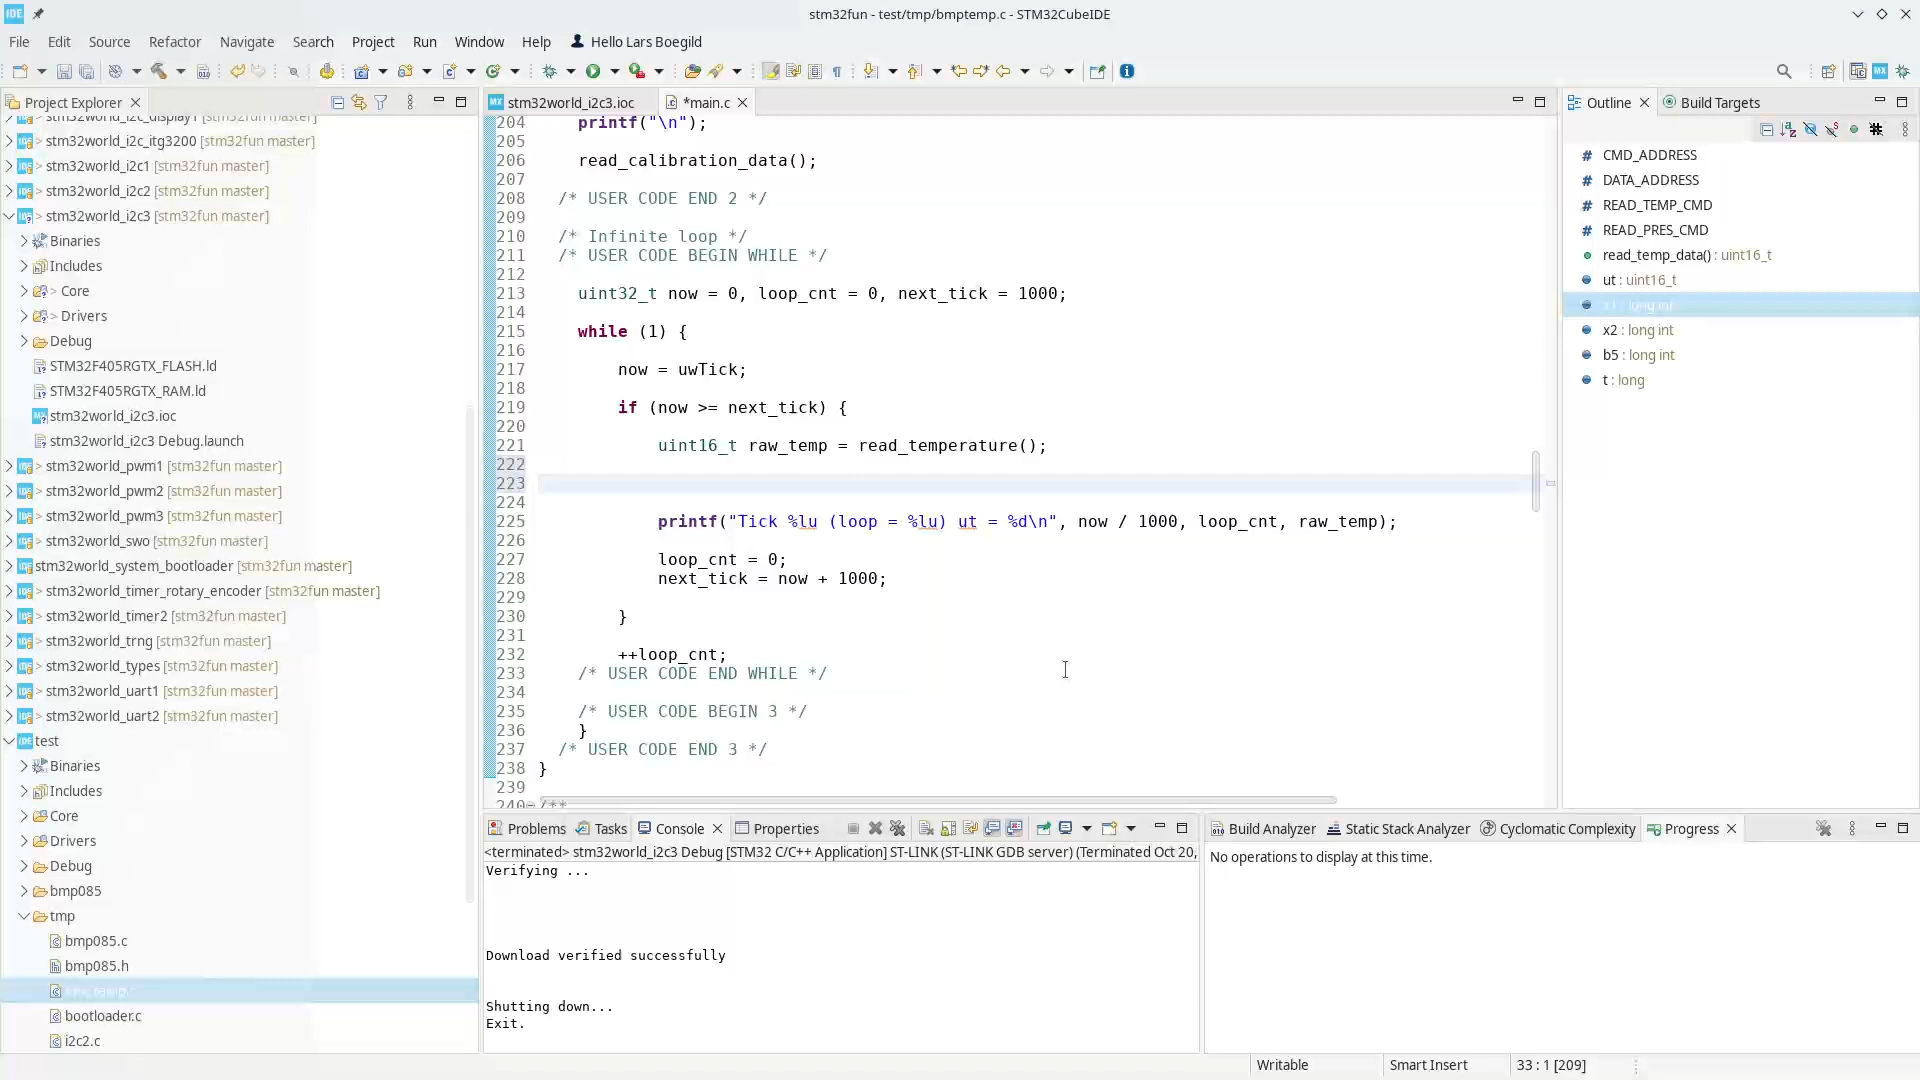 IDE
stm32fun - test/tmp/bmptemp.c - STM32CubeIDE
File Edit Source Refactor Navigate Search Project Run Window Help Hello Lars Boegild
Project Explorer
stm32world_i2c_display1 [stm32fun master]
> stm32world_i2c_itg3200 [stm32fun master]
> stm32world_i2c1 [stm32fun master]
> stm32world_i2c2 [stm32fun master]
> stm32world_i2c3 [stm32fun master]
Binaries
Includes
> Core
> Drivers
Debug
STM32F405RGTX_FLASH.ld
STM32F405RGTX_RAM.ld
stm32world_i2c3.ioc
stm32world_i2c3 Debug.launch
> stm32world_pwm1 [stm32fun master]
> stm32world_pwm2 [stm32fun master]
> stm32world_pwm3 [stm32fun master]
> stm32world_swo [stm32fun master]
stm32world_system_bootloader [stm32fun master]
> stm32world_timer_rotary_encoder [stm32fun master]
> stm32world_timer2 [stm32fun master]
> stm32world_trng [stm32fun master]
> stm32world_types [stm32fun master]
> stm32world_uart1 [stm32fun master]
> stm32world_uart2 [stm32fun master]
test
Binaries
Includes
Core
Drivers
Debug
bmp085
tmp
bmp085.c
bmp085.h
bootloader.c
i2c2.c
stm32world_i2c3.ioc *main.c
204 printf("\n");
205
206 read_calibration_data();
207
208 /* USER CODE END 2 */
209
210 /* Infinite loop */
211 /* USER CODE BEGIN WHILE */
212
213 uint32_t now = 0, loop_cnt = 0, next_tick = 1000;
214
215 while (1) {
216
217 now = uwTick;
218
219 if (now >= next_tick) {
220
221 uint16_t raw_temp = read_temperature();
222
223
224
225 printf("Tick %lu (loop = %lu) ut = %d\n", now / 1000, loop_cnt, raw_temp);
226
227 loop_cnt = 0;
228 next_tick = now + 1000;
229
230 }
231
232 ++loop_cnt;
233 /* USER CODE END WHILE */
234
235 /* USER CODE BEGIN 3 */
236 }
237 /* USER CODE END 3 */
238 }
239
240 /**
Outline Build Targets
# CMD_ADDRESS
# DATA_ADDRESS
# READ_TEMP_CMD
# READ_PRES_CMD
read_temp_data() : uint16_t
ut : uint16_t
x1 : long int
x2 : long int
b5 : long int
t : long
Problems Tasks Console Properties
<terminated> stm32world_i2c3 Debug [STM32 C/C++ Application] ST-LINK (ST-LINK GDB server) (Terminated Oct 20,
Verifying ...
Download verified successfully
Shutting down...
Exit.
Build Analyzer Static Stack Analyzer Cyclomatic Complexity Progress
No operations to display at this time.
Writable Smart Insert 33 : 1 [209]